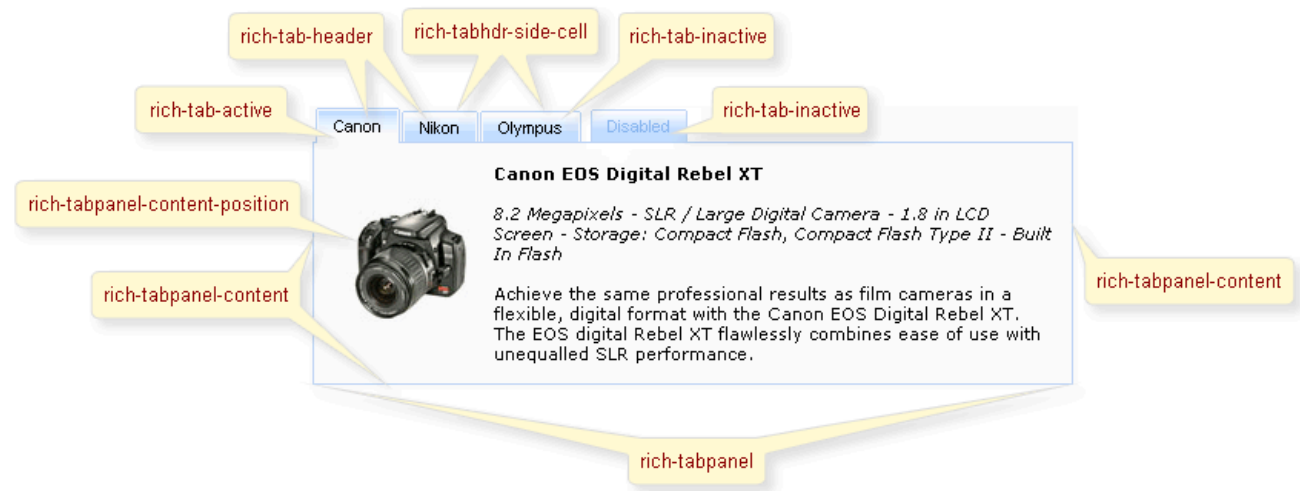 rich-tab-header
rich-tabhdr-side-cell
rich-tab-inactive
rich-tab-active
rich-tab-inactive
Canon
Nikon
Olympus
Disabled
Canon EOS Digital Rebel XT
rich-tabpanel-content-position
8.2 Megapixels - SLR / Large Digital Camera - 1.8 in LCD
Screen - Storage: Compact Flash, Compact Flash Type II - Built
In Flash
rich-tabpanel-content
rich-tabpanel-content
Achieve the same professional results as film cameras in a
flexible, digital format with the Canon EOS Digital Rebel XT.
The EOS digital Rebel XT flawlessly combines ease of use with
unequalled SLR performance.
rich-tabpanel